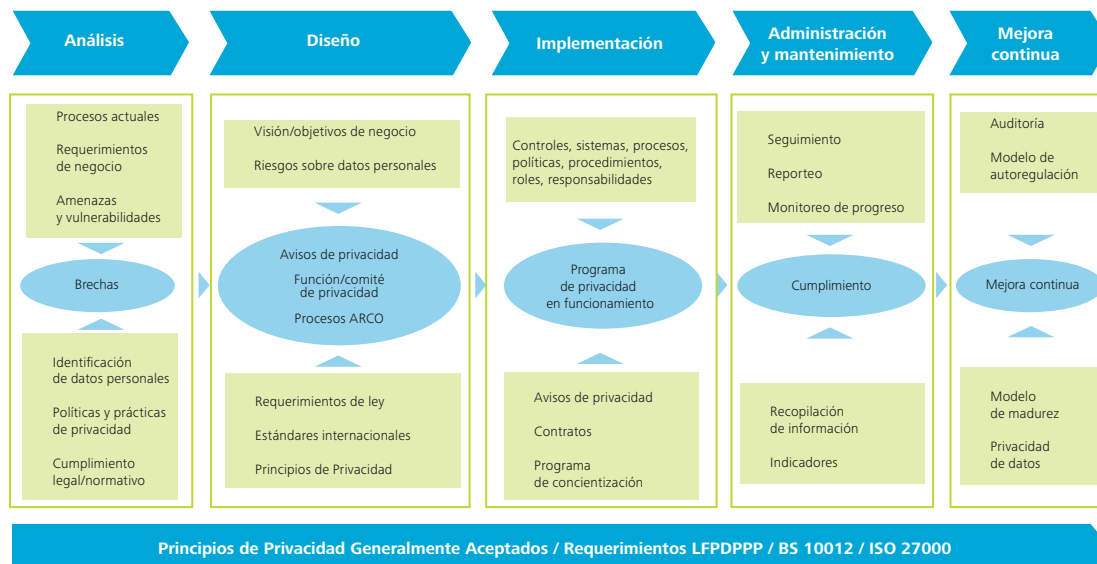 Análisis
Diseño
Implementación
Administración
y mantenimiento
Mejora
continua
Procesos actuales
Requerimientos
de negocio
Amenazas
y vulnerabilidades
Brechas
Identificación
de datos personales
Políticas y prácticas
de privacidad
Cumplimiento
legal/normativo
Visión/objetivos de negocio
Riesgos sobre datos personales
Avisos de privacidad
Función/comité
de privacidad
Procesos ARCO
Requerimientos de ley
Estándares internacionales
Principios de Privacidad
Controles, sistemas, procesos,
políticas, procedimientos,
roles, responsabilidades
Programa
de privacidad
en funcionamiento
Avisos de privacidad
Contratos
Programa
de concientización
Seguimiento
Reporteo
Monitoreo de progreso
Cumplimiento
Recopilación
de información
Indicadores
Auditoría
Modelo de
autoregulación
Mejora continua
Modelo
de madurez
Privacidad
de datos
Principios de Privacidad Generalmente Aceptados / Requerimientos LFPDPPP / BS 10012 / ISO 27000